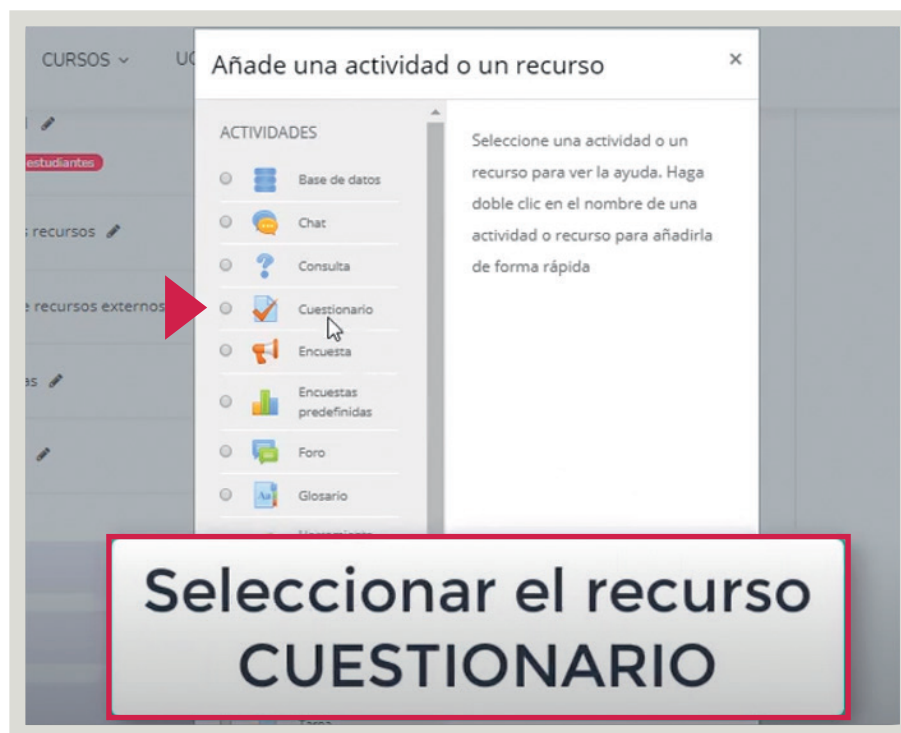 CURSOS
UC
Añade una actividad o un recurso
×
estudiantes
recursos
recursos externos
as
ACTIVIDADES
Base de datos
Chat
Consulta
Cuestionario
Encuesta
Encuestas
predefinidas
Foro
Glosario
Seleccione una actividad o un
recurso para ver la ayuda. Haga
doble clic en el nombre de una
actividad o recurso para añadirla
de forma rápida
Seleccionar el recurso
CUESTIONARIO